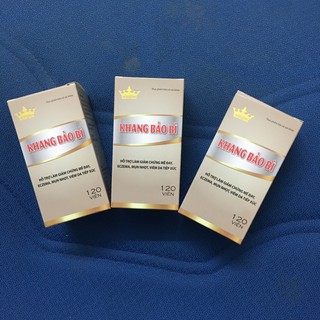 KHANG BẢO BÌ
HỖ TRỢ LÀM GIẢM CHỨNG MỀ ĐAY,
ECZEMA, MỤN NHỌT, VIÊM DA TIẾP XÚC
120
VIÊN
KHANG BẢO BÌ
HỖ TRỢ LÀM GIẢM CHỨNG MỀ ĐAY,
ECZEMA, MỤN NHỌT, VIÊM DA TIẾP XÚC
120
VIÊN
KHANG BẢO BÌ
HỖ TRỢ LÀM GIẢM CHỨNG MỀ ĐAY,
ECZEMA, MỤN NHỌT, VIÊM DA TIẾP XÚC
120
VIÊN